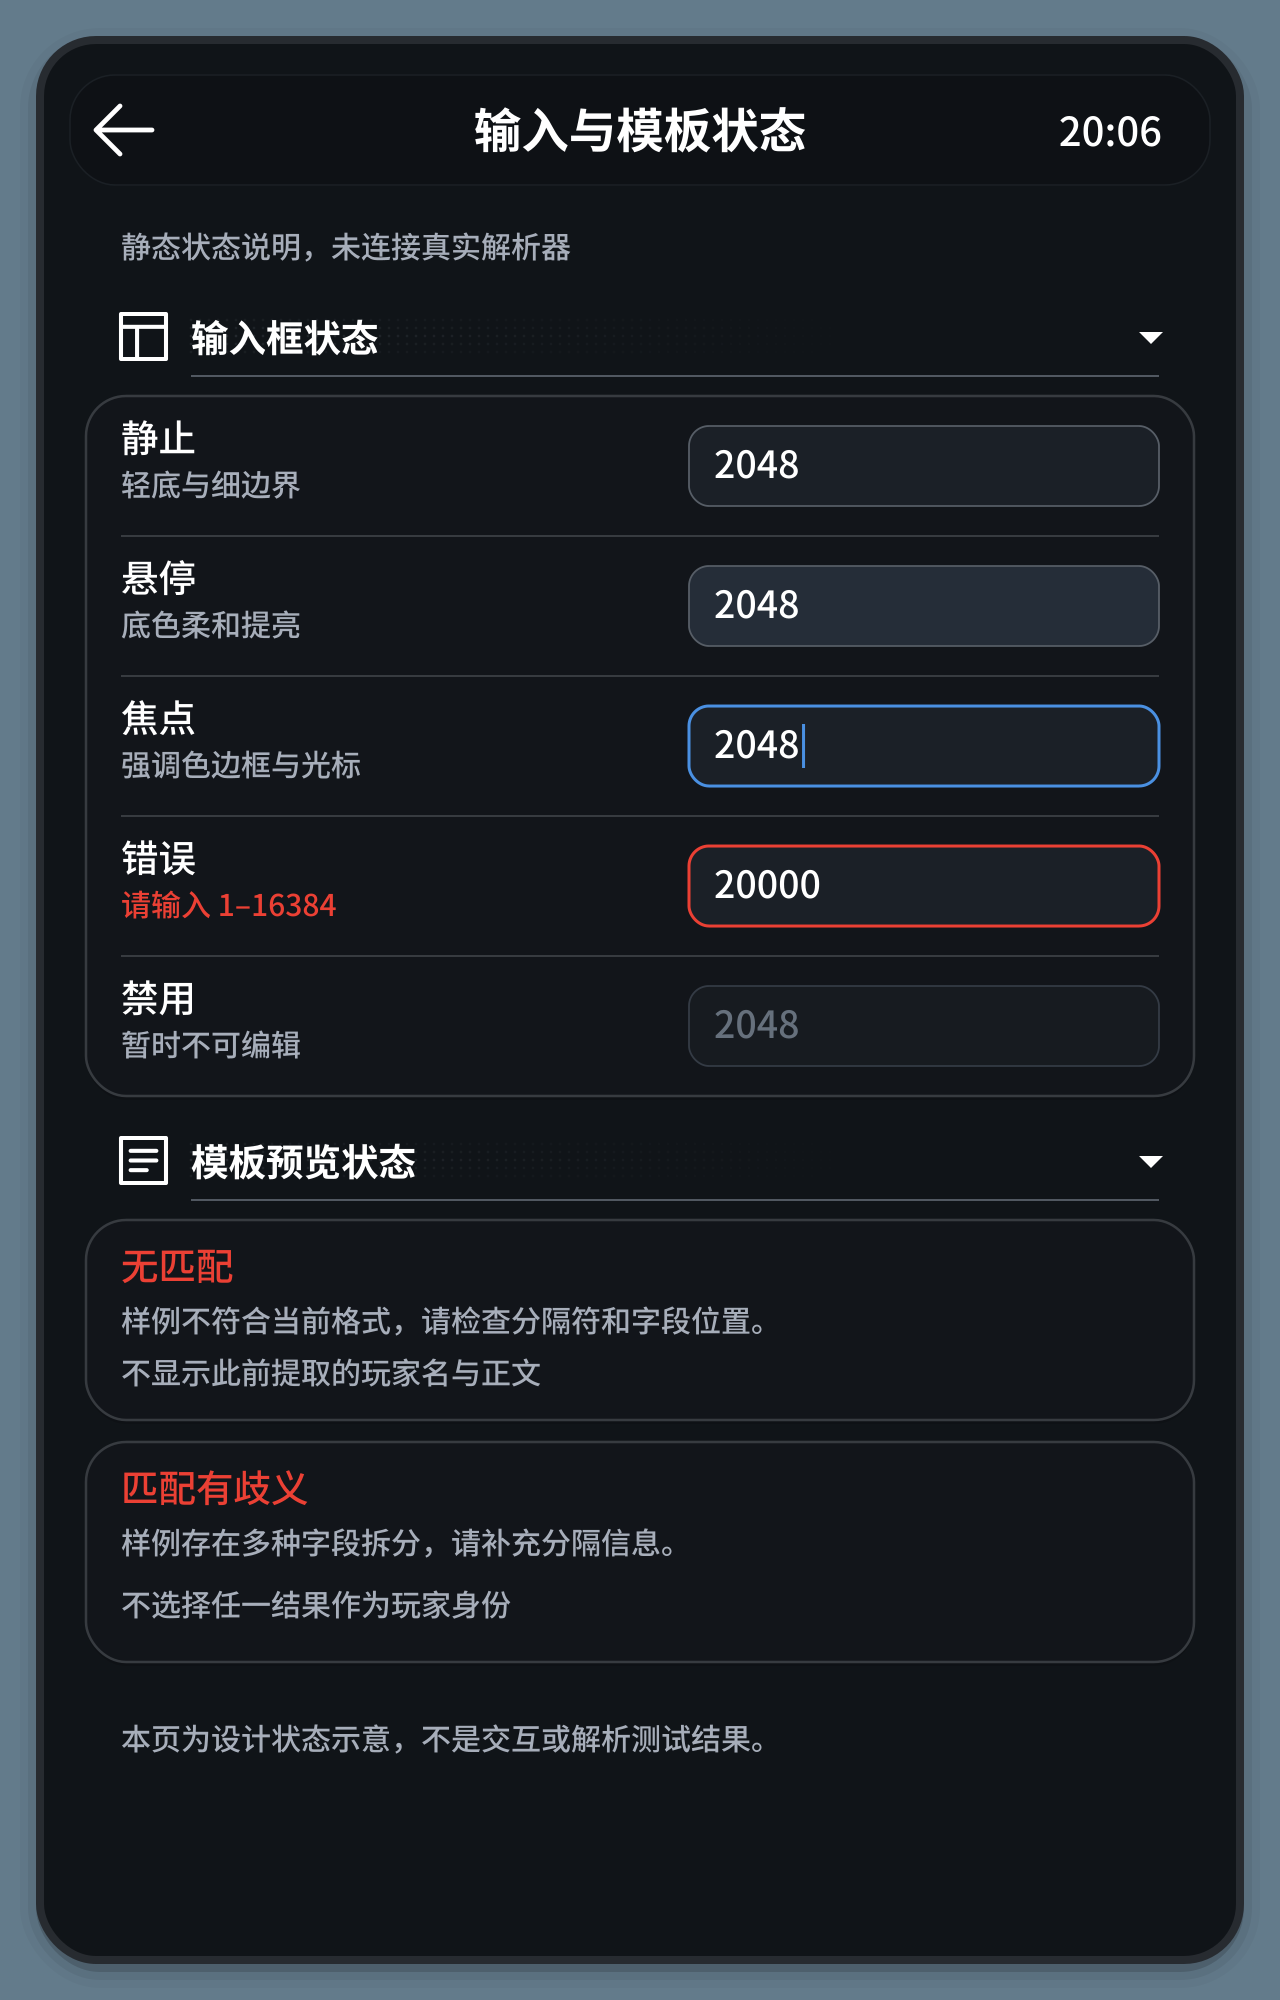 输入与模板状态
20:06
静态状态说明，未连接真实解析器
输入框状态
静止
轻底与细边界
2048
悬停
底色柔和提亮
2048
焦点
强调色边框与光标
2048
错误
请输入 1–16384
20000
禁用
暂时不可编辑
2048
模板预览状态
无匹配
样例不符合当前格式，请检查分隔符和字段位置。
不显示此前提取的玩家名与正文
匹配有歧义
样例存在多种字段拆分，请补充分隔信息。
不选择任一结果作为玩家身份
本页为设计状态示意，不是交互或解析测试结果。